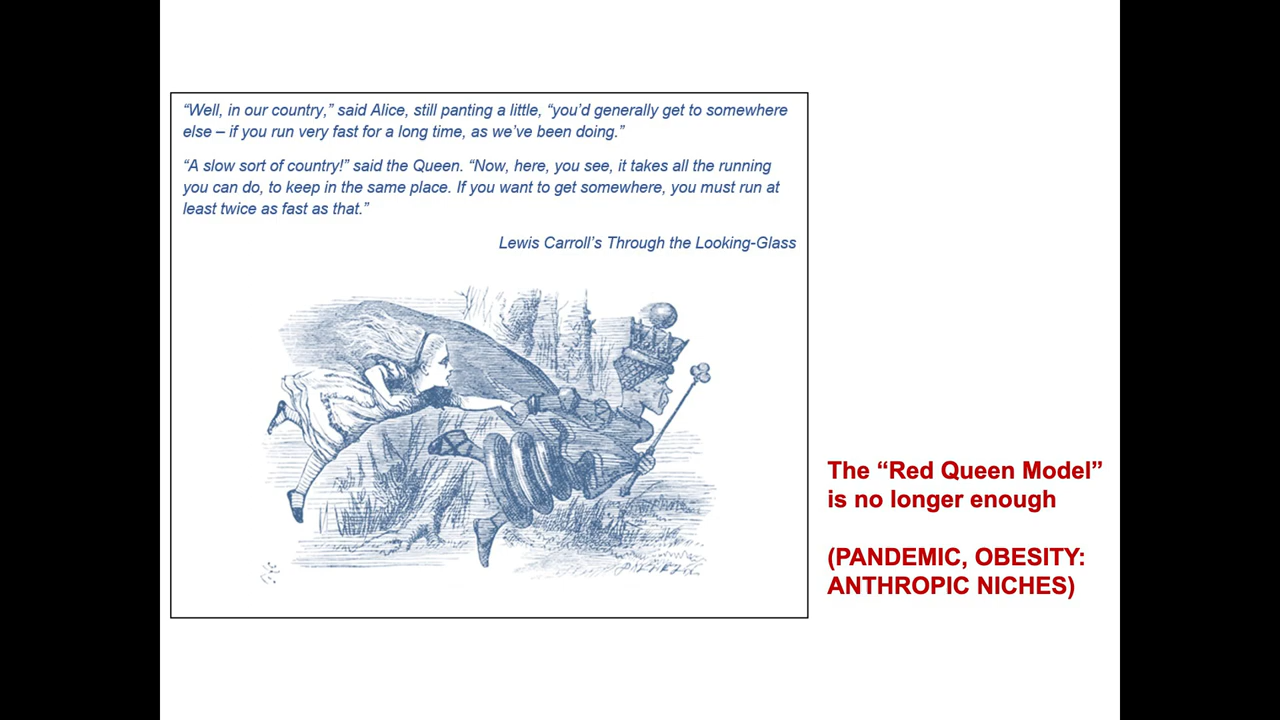 “Well, in our country,” said Alice, still panting a little, “you’d generally get to somewhere
else – if you run very fast for a long time, as we’ve been doing.”
“A slow sort of country!” said the Queen. “Now, here, you see, it takes all the running
you can do, to keep in the same place. If you want to get somewhere, you must run at
least twice as fast as that.”
Lewis Carroll’s Through the Looking-Glass
The “Red Queen Model”
is no longer enough
(PANDEMIC, OBESITY:
ANTHROPIC NICHES)